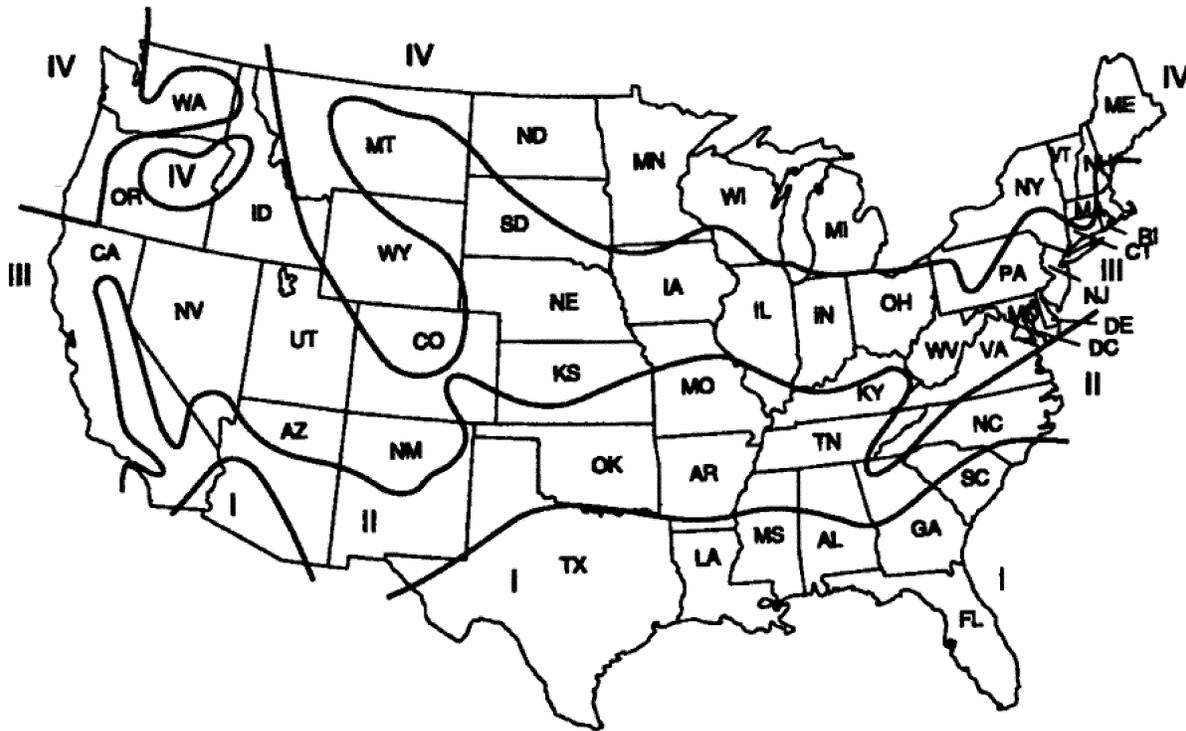 IV
IV
IV
WA
MT
ND
ME
MN
VT
NH
IV
OR
ID
WI
NY
MI
MA
SD
RI
CA
WY
CT
III
PA
III
IA
NJ
NV
NE
IL
IN
OH
UT
CO
MD
DE
WV
VA
DC
KS
II
MO
KY
AZ
NM
TN
NC
OK
AR
SC
I
II
MS
AL
GA
LA
TX
I
I
FL